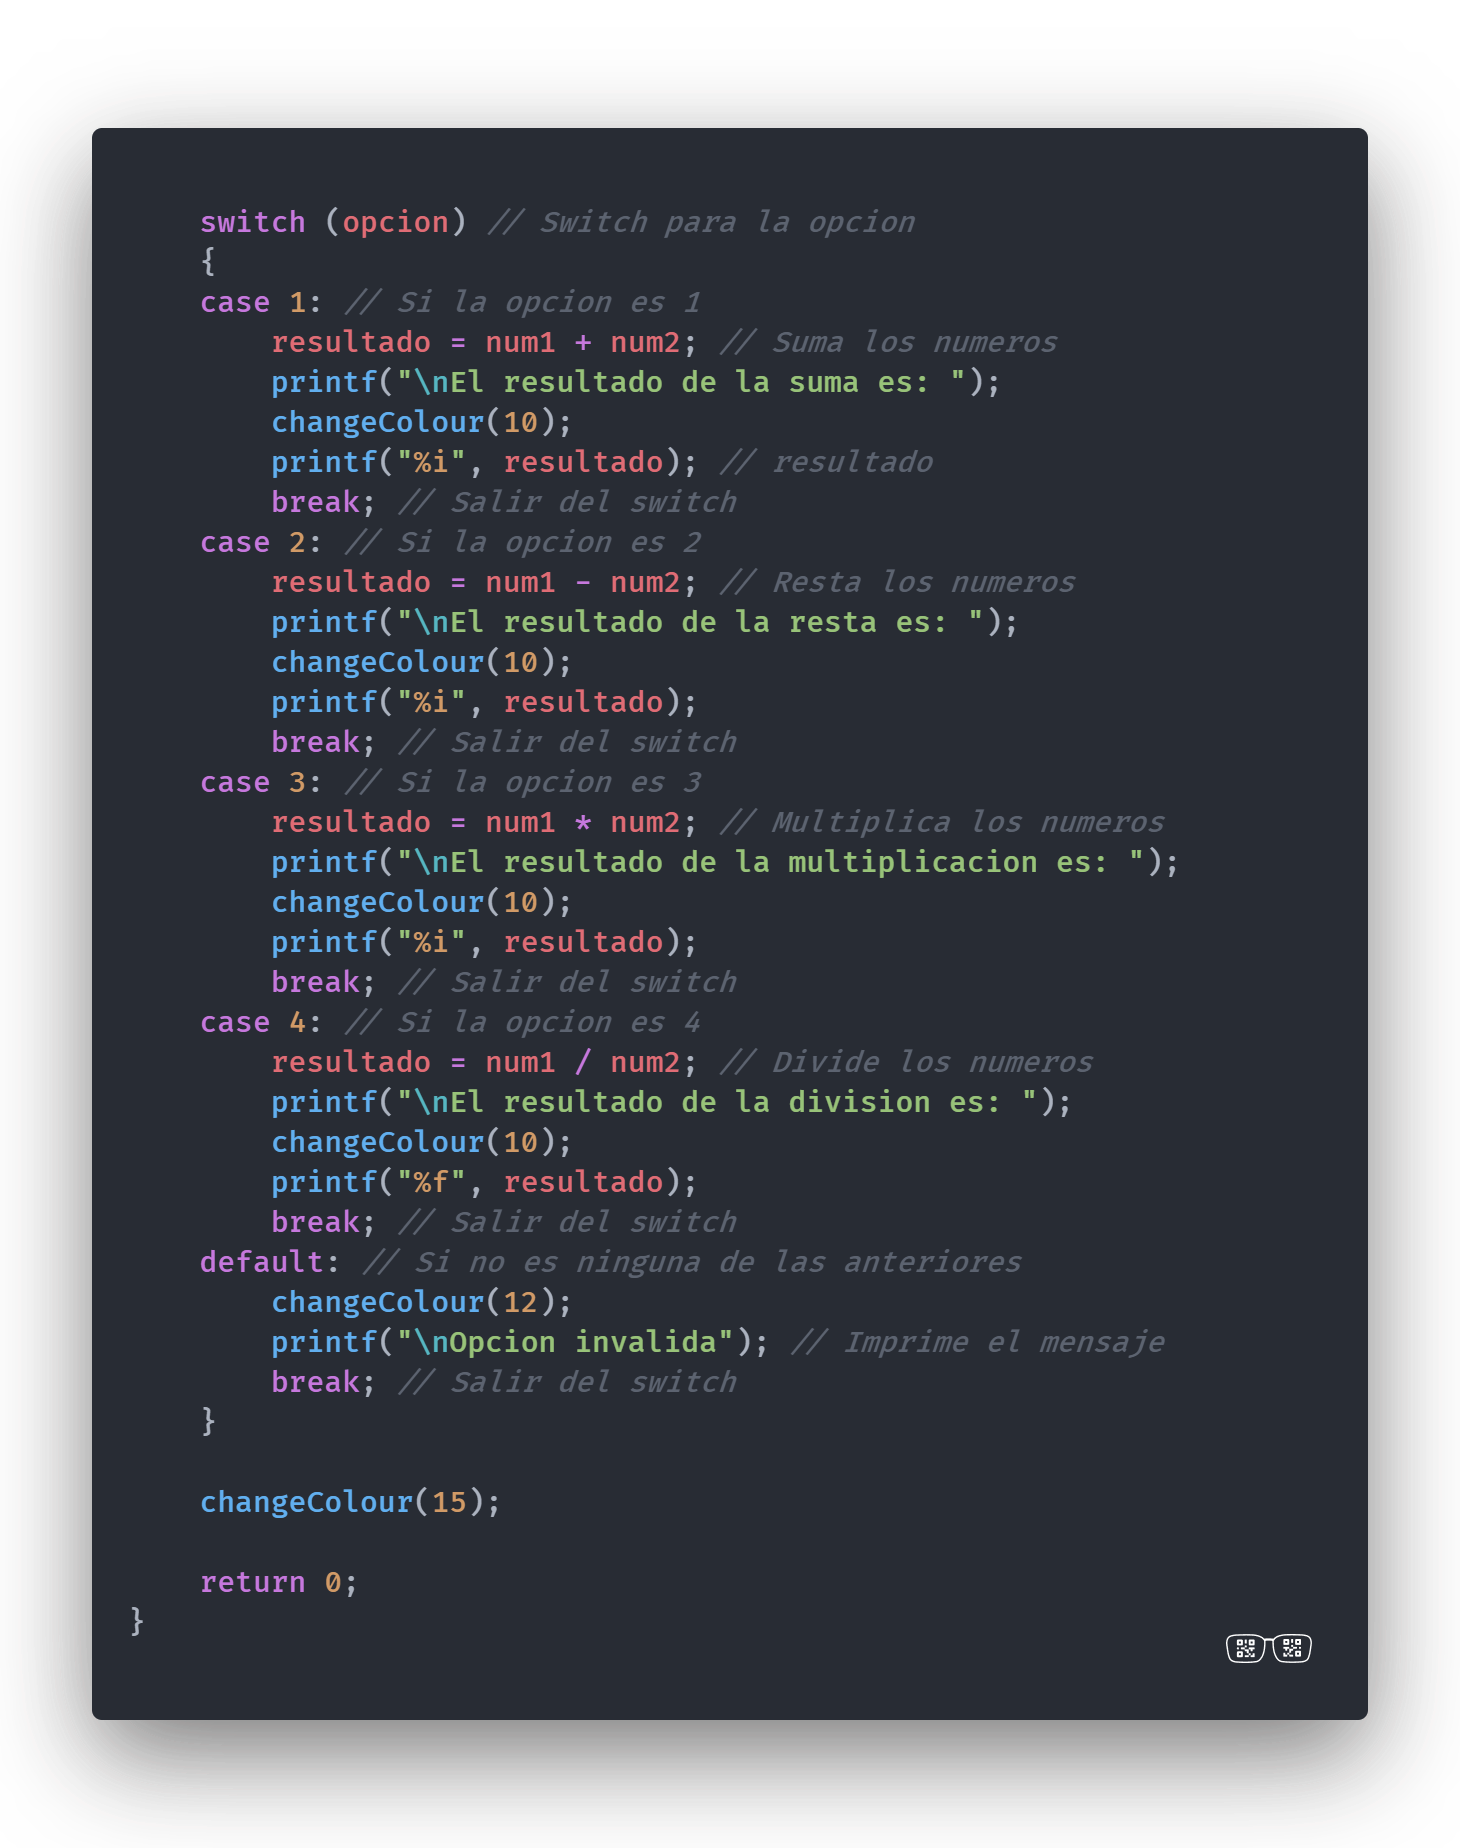 switch (opcion) // Switch para la opcion
{
case 1: // Si la opcion es 1
resultado = num1 + num2; // Suma los numeros
printf("\nEl resultado de la suma es: ");
changeColour(10);
printf("%i", resultado); // resultado
break; // Salir del switch
case 2: // Si la opcion es 2
resultado = num1 - num2; // Resta los numeros
printf("\nEl resultado de la resta es: ");
changeColour(10);
printf("%i", resultado);
break; // Salir del switch
case 3: // Si la opcion es 3
resultado = num1 * num2; // Multiplica los numeros
printf("\nEl resultado de la multiplicacion es: ");
changeColour(10);
printf("%i", resultado);
break; // Salir del switch
case 4: // Si la opcion es 4
resultado = num1 / num2; // Divide los numeros
printf("\nEl resultado de la division es: ");
changeColour(10);
printf("%f", resultado);
break; // Salir del switch
default: // Si no es ninguna de las anteriores
changeColour(12);
printf("\nOpcion invalida"); // Imprime el mensaje
break; // Salir del switch
}
changeColour(15);
return 0;
}